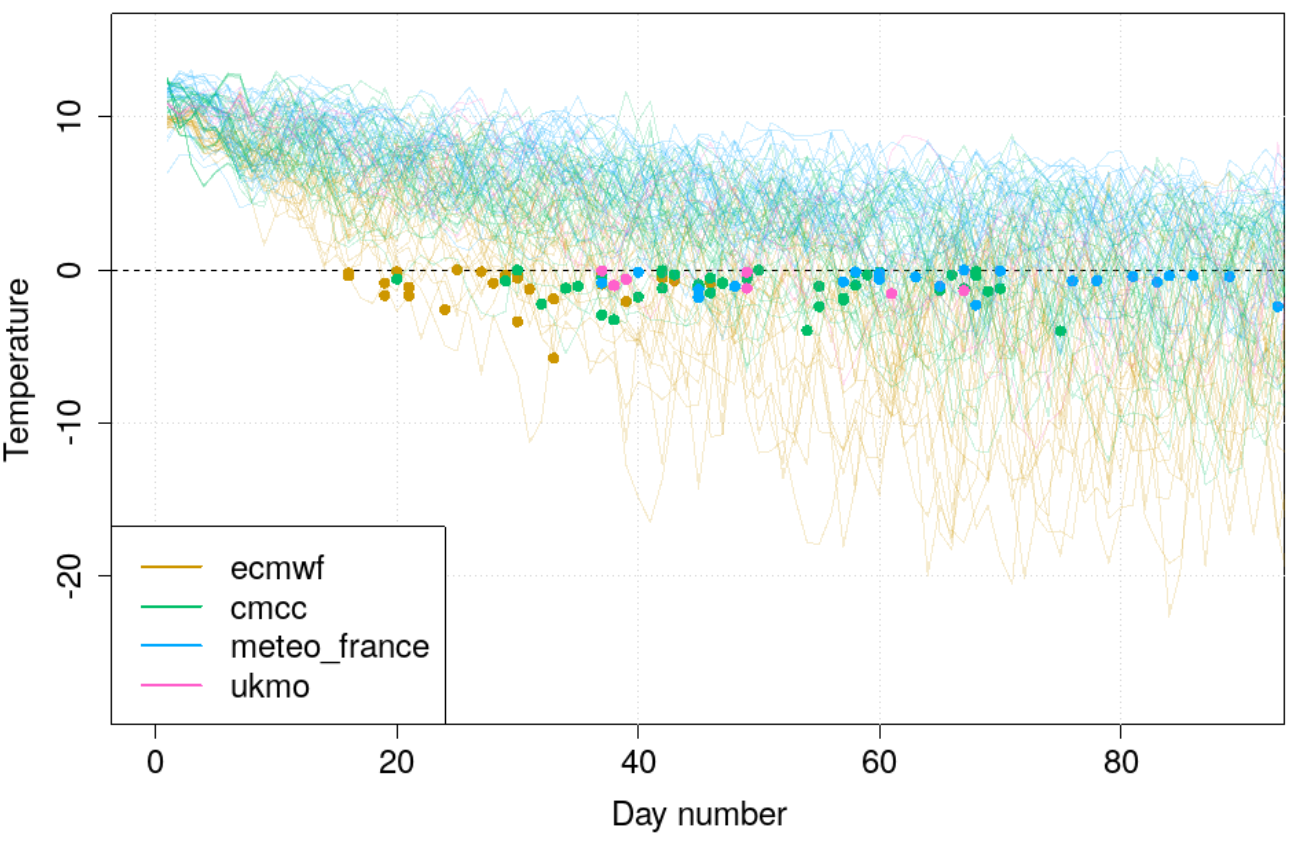 10
0
-10
-20
Temperature
ecmwf
cmcc
meteo_france
ukmo
0 20 40 60 80
Day number